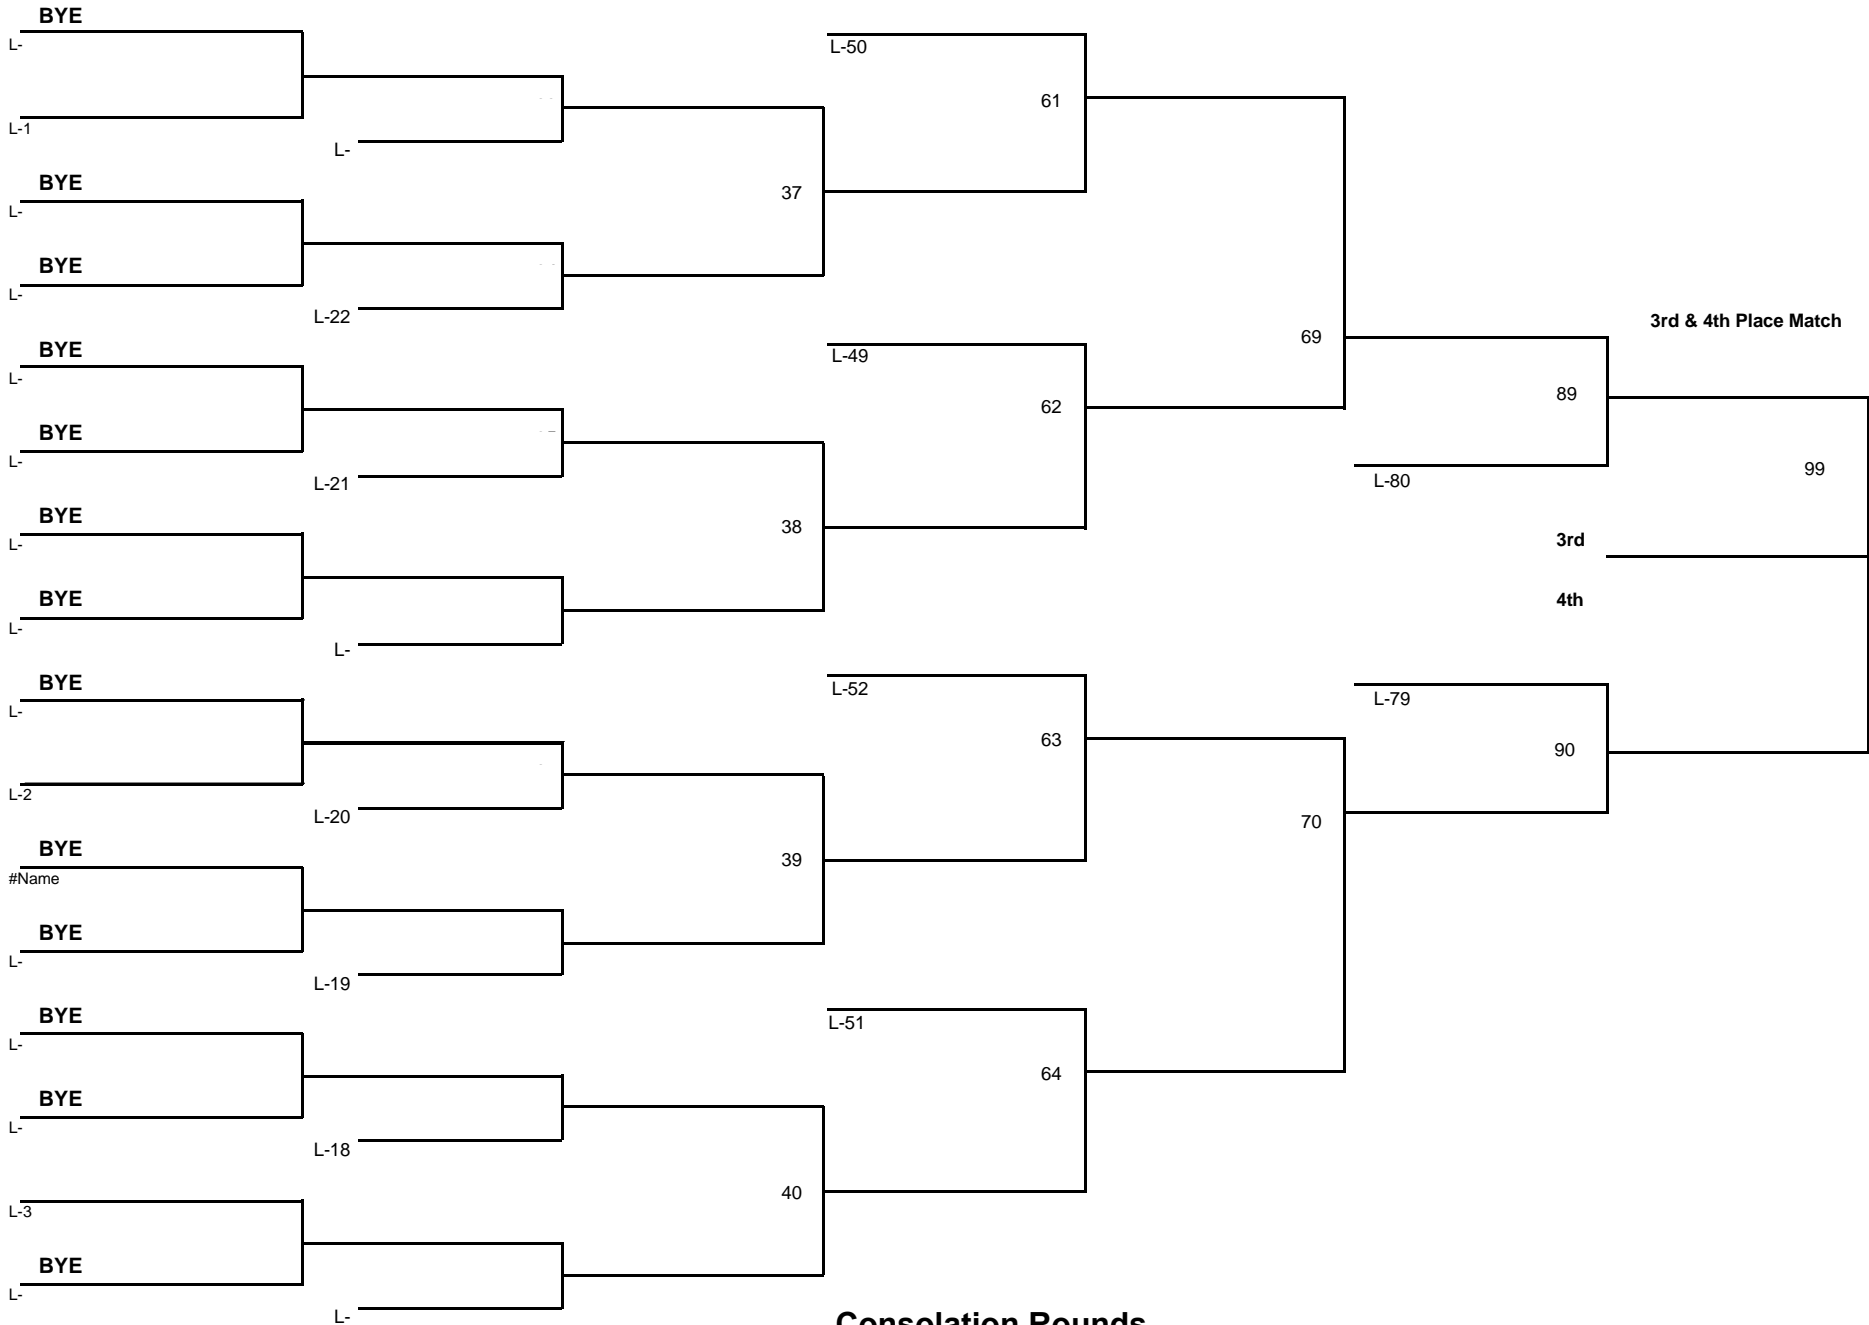 BYE
L-
L-50
61
L-1
L-
BYE
37
L-
BYE
L-
L-22
3rd & 4th Place Match
69
BYE
L-49
L-
89
62
BYE
L-
99
L-80
L-21
BYE
38
3rd
L-
BYE
4th
L-
L-
BYE
L-52
L-79
L-
63
90
L-2
L-20
70
BYE
39
#Name
BYE
L-
L-19
BYE
L-51
L-
64
BYE
L-
L-18
40
L-3
BYE
L-
L-
Consolation Rounds